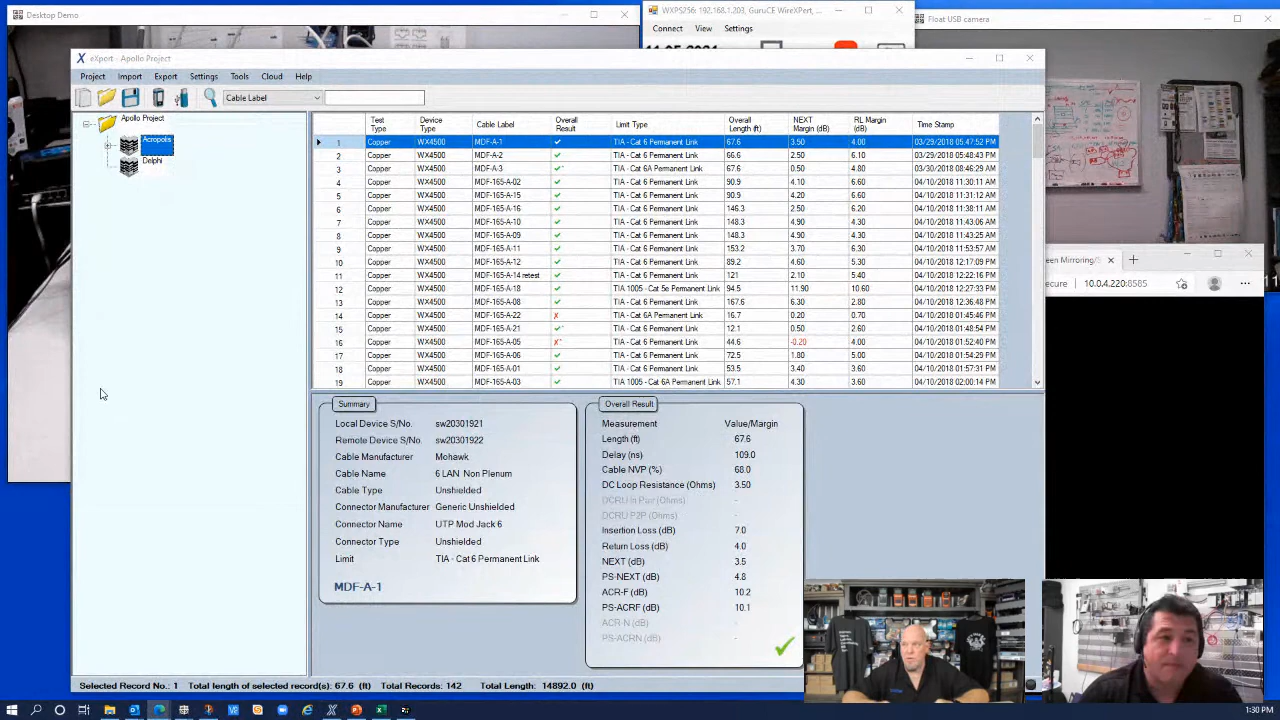 Desktop Demo
WXPS256: 192.168.1.203, GuruCE WireXPert, ...
Float USB camera
Connect View Settings
eXport - Apollo Project
Project Import Export Settings Tools Cloud Help
Cable Label
Apollo Project
Acropolis
Delphi
Test Type Device Type Cable Label Overall Result Limit Type Overall Length (ft) NEXT Margin (dB) RL Margin (dB) Time Stamp
1 Copper WX4500 MDF-A-1 TIA - Cat 6 Permanent Link 67.6 3.50 4.00 03/29/2018 05:47:52 PM
2 Copper WX4500 MDF-A-2 TIA - Cat 6 Permanent Link 66.6 2.50 6.10 03/29/2018 05:48:43 PM
3 Copper WX4500 MDF-A-3 TIA - Cat 6A Permanent Link 67.6 0.50 4.80 03/30/2018 08:46:29 AM
4 Copper WX4500 MDF-165-A-02 TIA - Cat 6 Permanent Link 90.9 4.10 6.60 04/10/2018 11:30:11 AM
5 Copper WX4500 MDF-165-A-15 TIA - Cat 6 Permanent Link 90.9 4.20 6.60 04/10/2018 11:31:12 AM
6 Copper WX4500 MDF-165-A-16 TIA - Cat 6 Permanent Link 146.3 2.50 6.20 04/10/2018 11:38:11 AM
7 Copper WX4500 MDF-165-A-10 TIA - Cat 6 Permanent Link 148.3 4.90 4.30 04/10/2018 11:43:06 AM
8 Copper WX4500 MDF-165-A-09 TIA - Cat 6 Permanent Link 148.3 4.90 4.30 04/10/2018 11:43:25 AM
9 Copper WX4500 MDF-165-A-11 TIA - Cat 6 Permanent Link 153.2 3.70 6.30 04/10/2018 11:53:57 AM
10 Copper WX4500 MDF-165-A-12 TIA - Cat 6 Permanent Link 89.2 4.60 5.30 04/10/2018 12:17:09 PM
11 Copper WX4500 MDF-165-A-14 retest TIA - Cat 6 Permanent Link 121 2.10 5.40 04/10/2018 12:22:16 PM
12 Copper WX4500 MDF-165-A-18 TIA 1005 - Cat 5e Permanent Link 94.5 11.90 10.60 04/10/2018 12:27:33 PM
13 Copper WX4500 MDF-165-A-08 TIA - Cat 6 Permanent Link 167.6 6.30 2.80 04/10/2018 12:36:48 PM
14 Copper WX4500 MDF-165-A-22 TIA - Cat 6A Permanent Link 16.7 0.20 0.70 04/10/2018 01:45:46 PM
15 Copper WX4500 MDF-165-A-21 TIA - Cat 6 Permanent Link 12.1 0.50 2.60 04/10/2018 01:48:54 PM
16 Copper WX4500 MDF-165-A-05 TIA - Cat 6 Permanent Link 44.6 -0.20 4.00 04/10/2018 01:52:40 PM
17 Copper WX4500 MDF-165-A-06 TIA - Cat 6 Permanent Link 72.5 1.80 5.00 04/10/2018 01:54:29 PM
18 Copper WX4500 MDF-165-A-01 TIA - Cat 6 Permanent Link 53.5 3.40 3.60 04/10/2018 01:57:31 PM
19 Copper WX4500 MDF-165-A-03 TIA 1005 - Cat 6A Permanent Link 57.1 4.30 3.60 04/10/2018 02:00:14 PM
een Mirroring/
ecure 10.0.4.220:8585
Summary
Local Device S/No. sw20301921
Remote Device S/No. sw20301922
Cable Manufacturer Mohawk
Cable Name 6 LAN Non Plenum
Cable Type Unshielded
Connector Manufacturer Generic Unshielded
Connector Name UTP Mod Jack 6
Connector Type Unshielded
Limit TIA - Cat 6 Permanent Link
MDF-A-1
Overall Result
Measurement Value/Margin
Length (ft) 67.6
Delay (ns) 109.0
Cable NVP (%) 68.0
DC Loop Resistance (Ohms) 3.50
DCRU In Pair (Ohms) -
DCRU P2P (Ohms) -
Insertion Loss (dB) 7.0
Return Loss (dB) 4.0
NEXT (dB) 3.5
PS-NEXT (dB) 4.8
ACR-F (dB) 10.2
PS-ACRF (dB) 10.1
ACR-N (dB) -
PS-ACRN (dB) -
Selected Record No.: 1 Total length of selected record(s): 67.6 (ft) Total Records: 142 Total Length: 14892.0 (ft)
1:30 PM